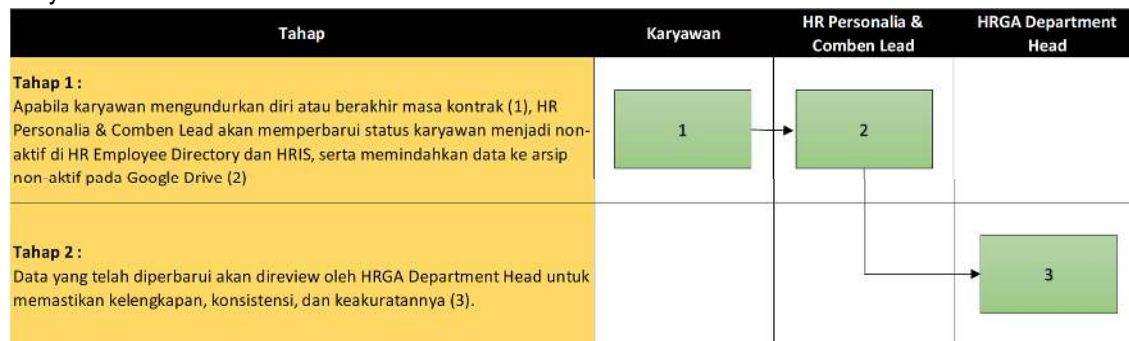 Tahap
Karyawan
HR Personalia &
Comben Lead
HRGA Department
Head
Tahap 1 :
Apabila karyawan mengundurkan diri atau berakhir masa kontrak (1), HR
Personalia & Comben Lead akan memperbarui status karyawan menjadi non-
aktif di HR Employee Directory dan HRIS, serta memindahkan data ke arsip
non-aktif pada Google Drive (2)
1
2
Tahap 2 :
Data yang telah diperbarui akan direview oleh HRGA Department Head untuk
memastikan kelengkapan, konsistensi, dan keakuratannya (3).
3